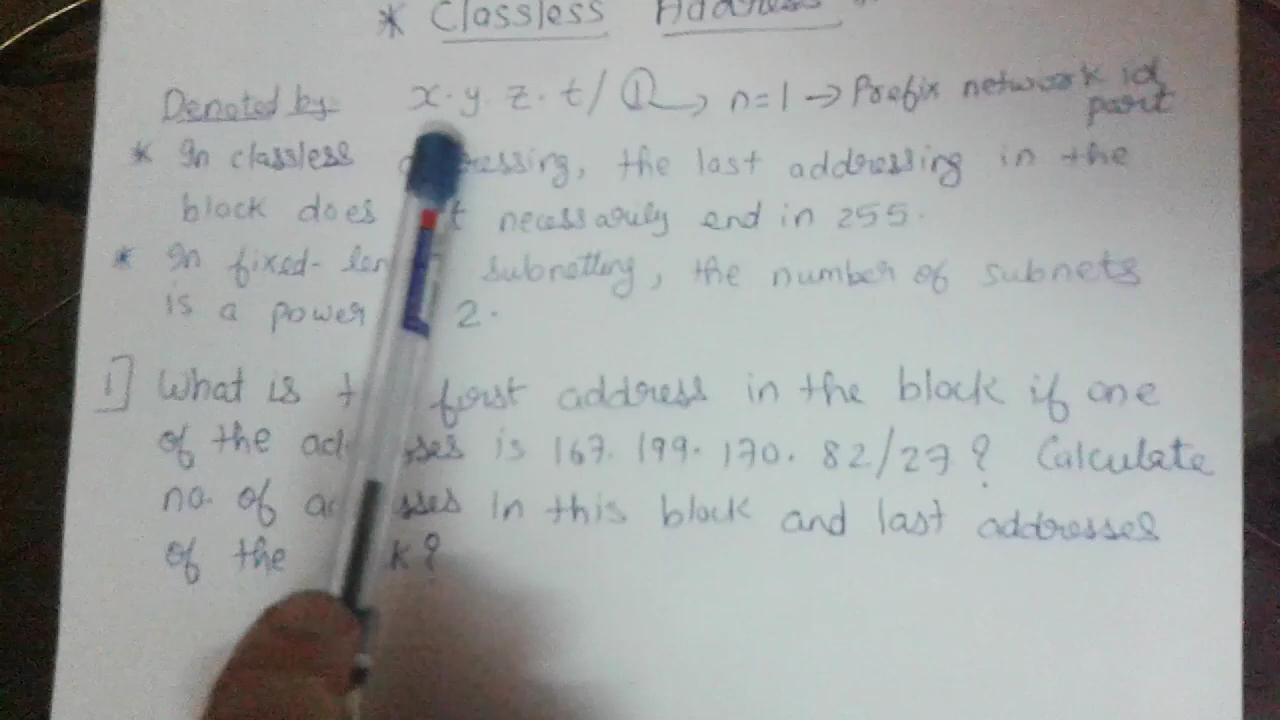 * Classless Address
Denoted by x.y.z.t/n, n=1 → Prefix network id
part
* In classless addressing, the last addressing in the
block does necessarily end in 255.
* In fixed- subnetting, the number of subnets
is a power 2.
1] What is first address in the block if one
of the is 167.199.170.82/27? Calculate
no. of in this block and last addresses
of the